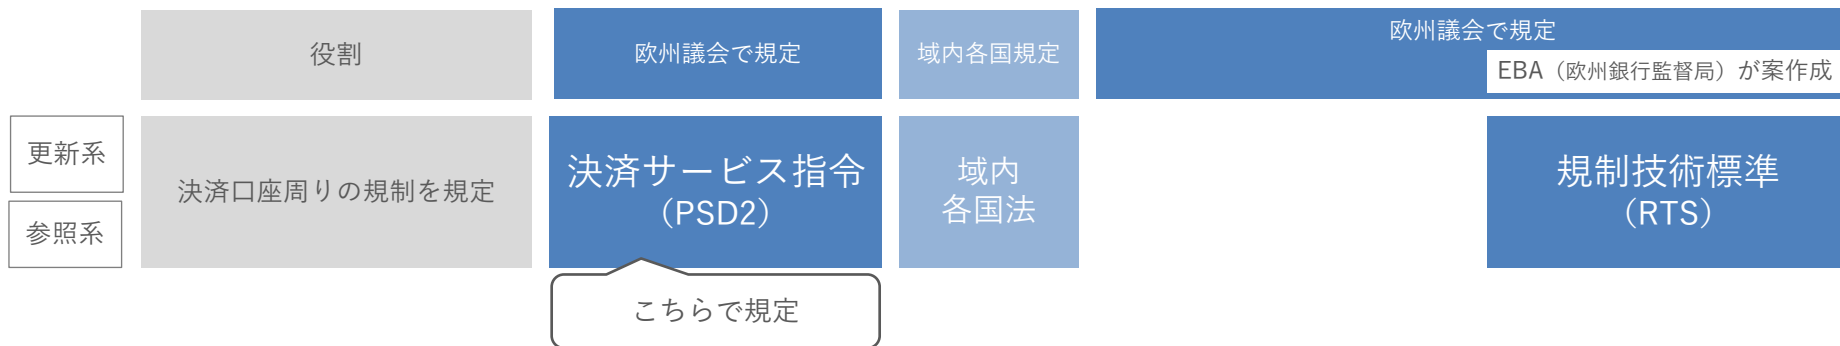 役割
欧州議会で規定
域内各国規定
欧州議会で規定
EBA（欧州銀行監督局）が案作成
更新系
参照系
決済口座周りの規制を規定
決済サービス指令
（PSD2）
域内
各国法
規制技術標準
（RTS）
こちらで規定